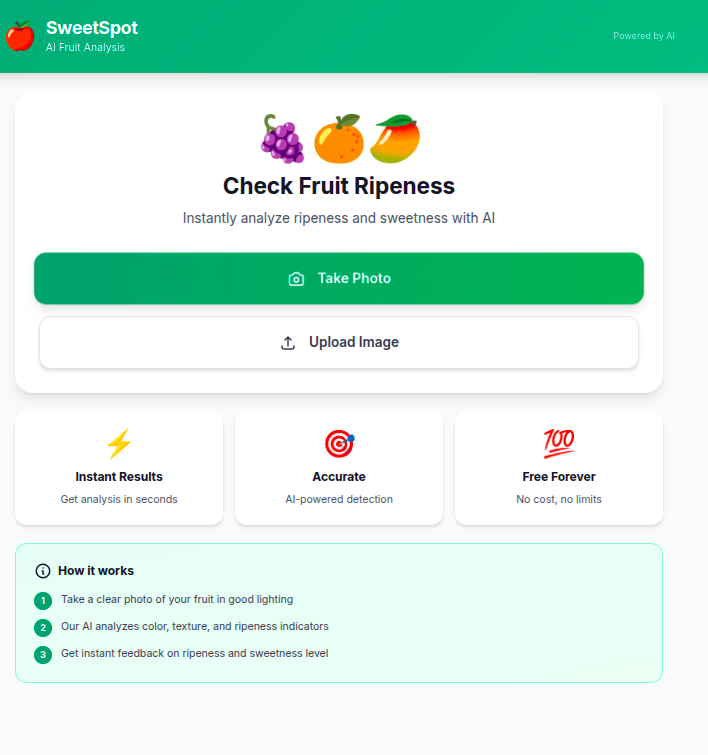 SweetSpot
AI Fruit Analysis
Powered by AI
Check Fruit Ripeness
Instantly analyze ripeness and sweetness with AI
Take Photo
Upload Image
Instant Results
Get analysis in seconds
Accurate
AI-powered detection
100
Free Forever
No cost, no limits
How it works
1 Take a clear photo of your fruit in good lighting
2 Our AI analyzes color, texture, and ripeness indicators
3 Get instant feedback on ripeness and sweetness level